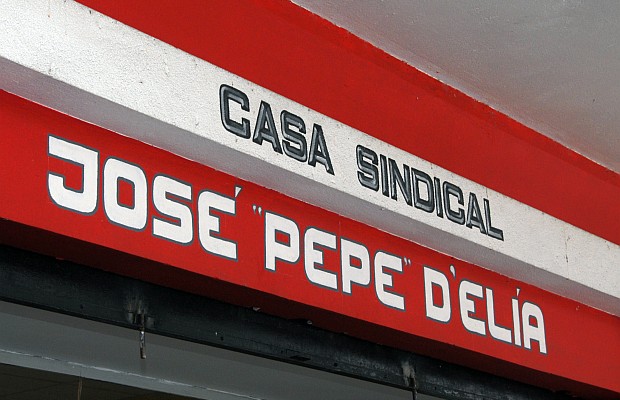 CASA SINDICAL
JOSÉ "PEPE" D'ELÍA